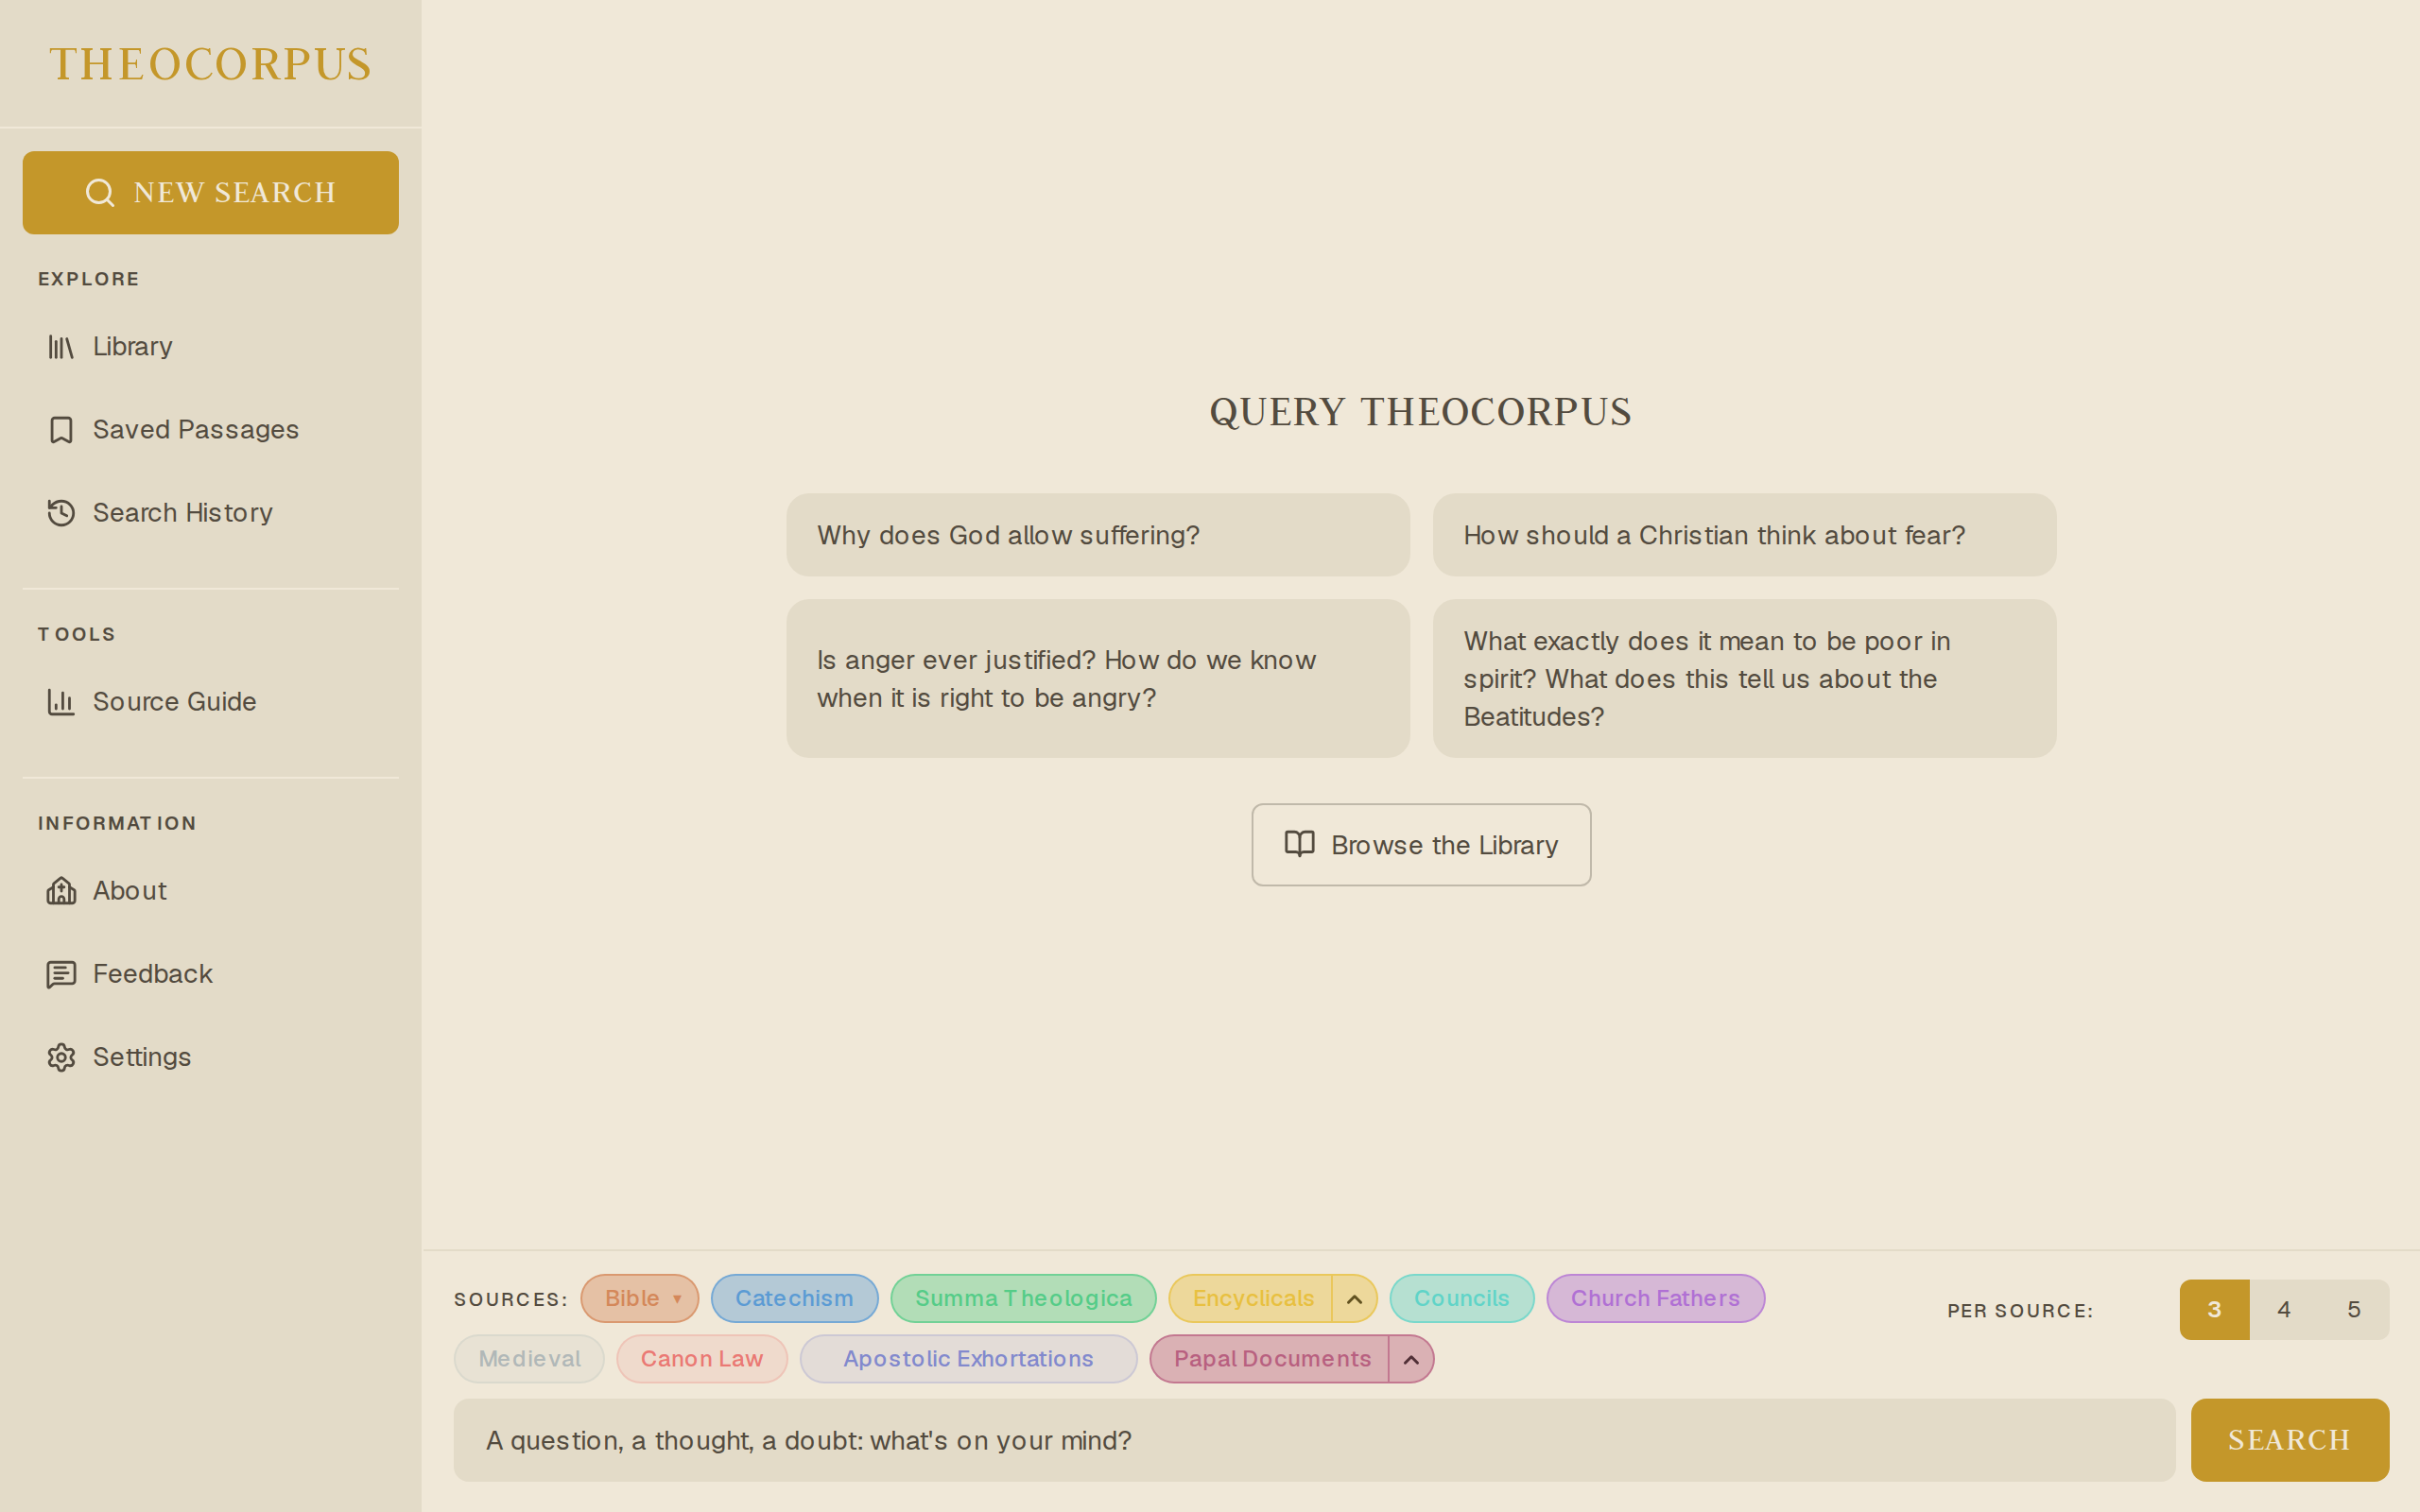 THEOCORPUS
NEW SEARCH
EXPLORE
Library
Saved Passages
Search History
TOOLS
Source Guide
INFORMATION
About
Feedback
Settings
QUERY THEOCORPUS
Why does God allow suffering?
How should a Christian think about fear?
Is anger ever justified? How do we know
when it is right to be angry?
What exactly does it mean to be poor in
spirit? What does this tell us about the
Beatitudes?
Browse the Library
SOURCES: Bible ▼ Catechism Summa Theologica Encyclicals Councils Church Fathers
Medieval Canon Law Apostolic Exhortations Papal Documents
PER SOURCE: 3 4 5
A question, a thought, a doubt: what's on your mind?
SEARCH